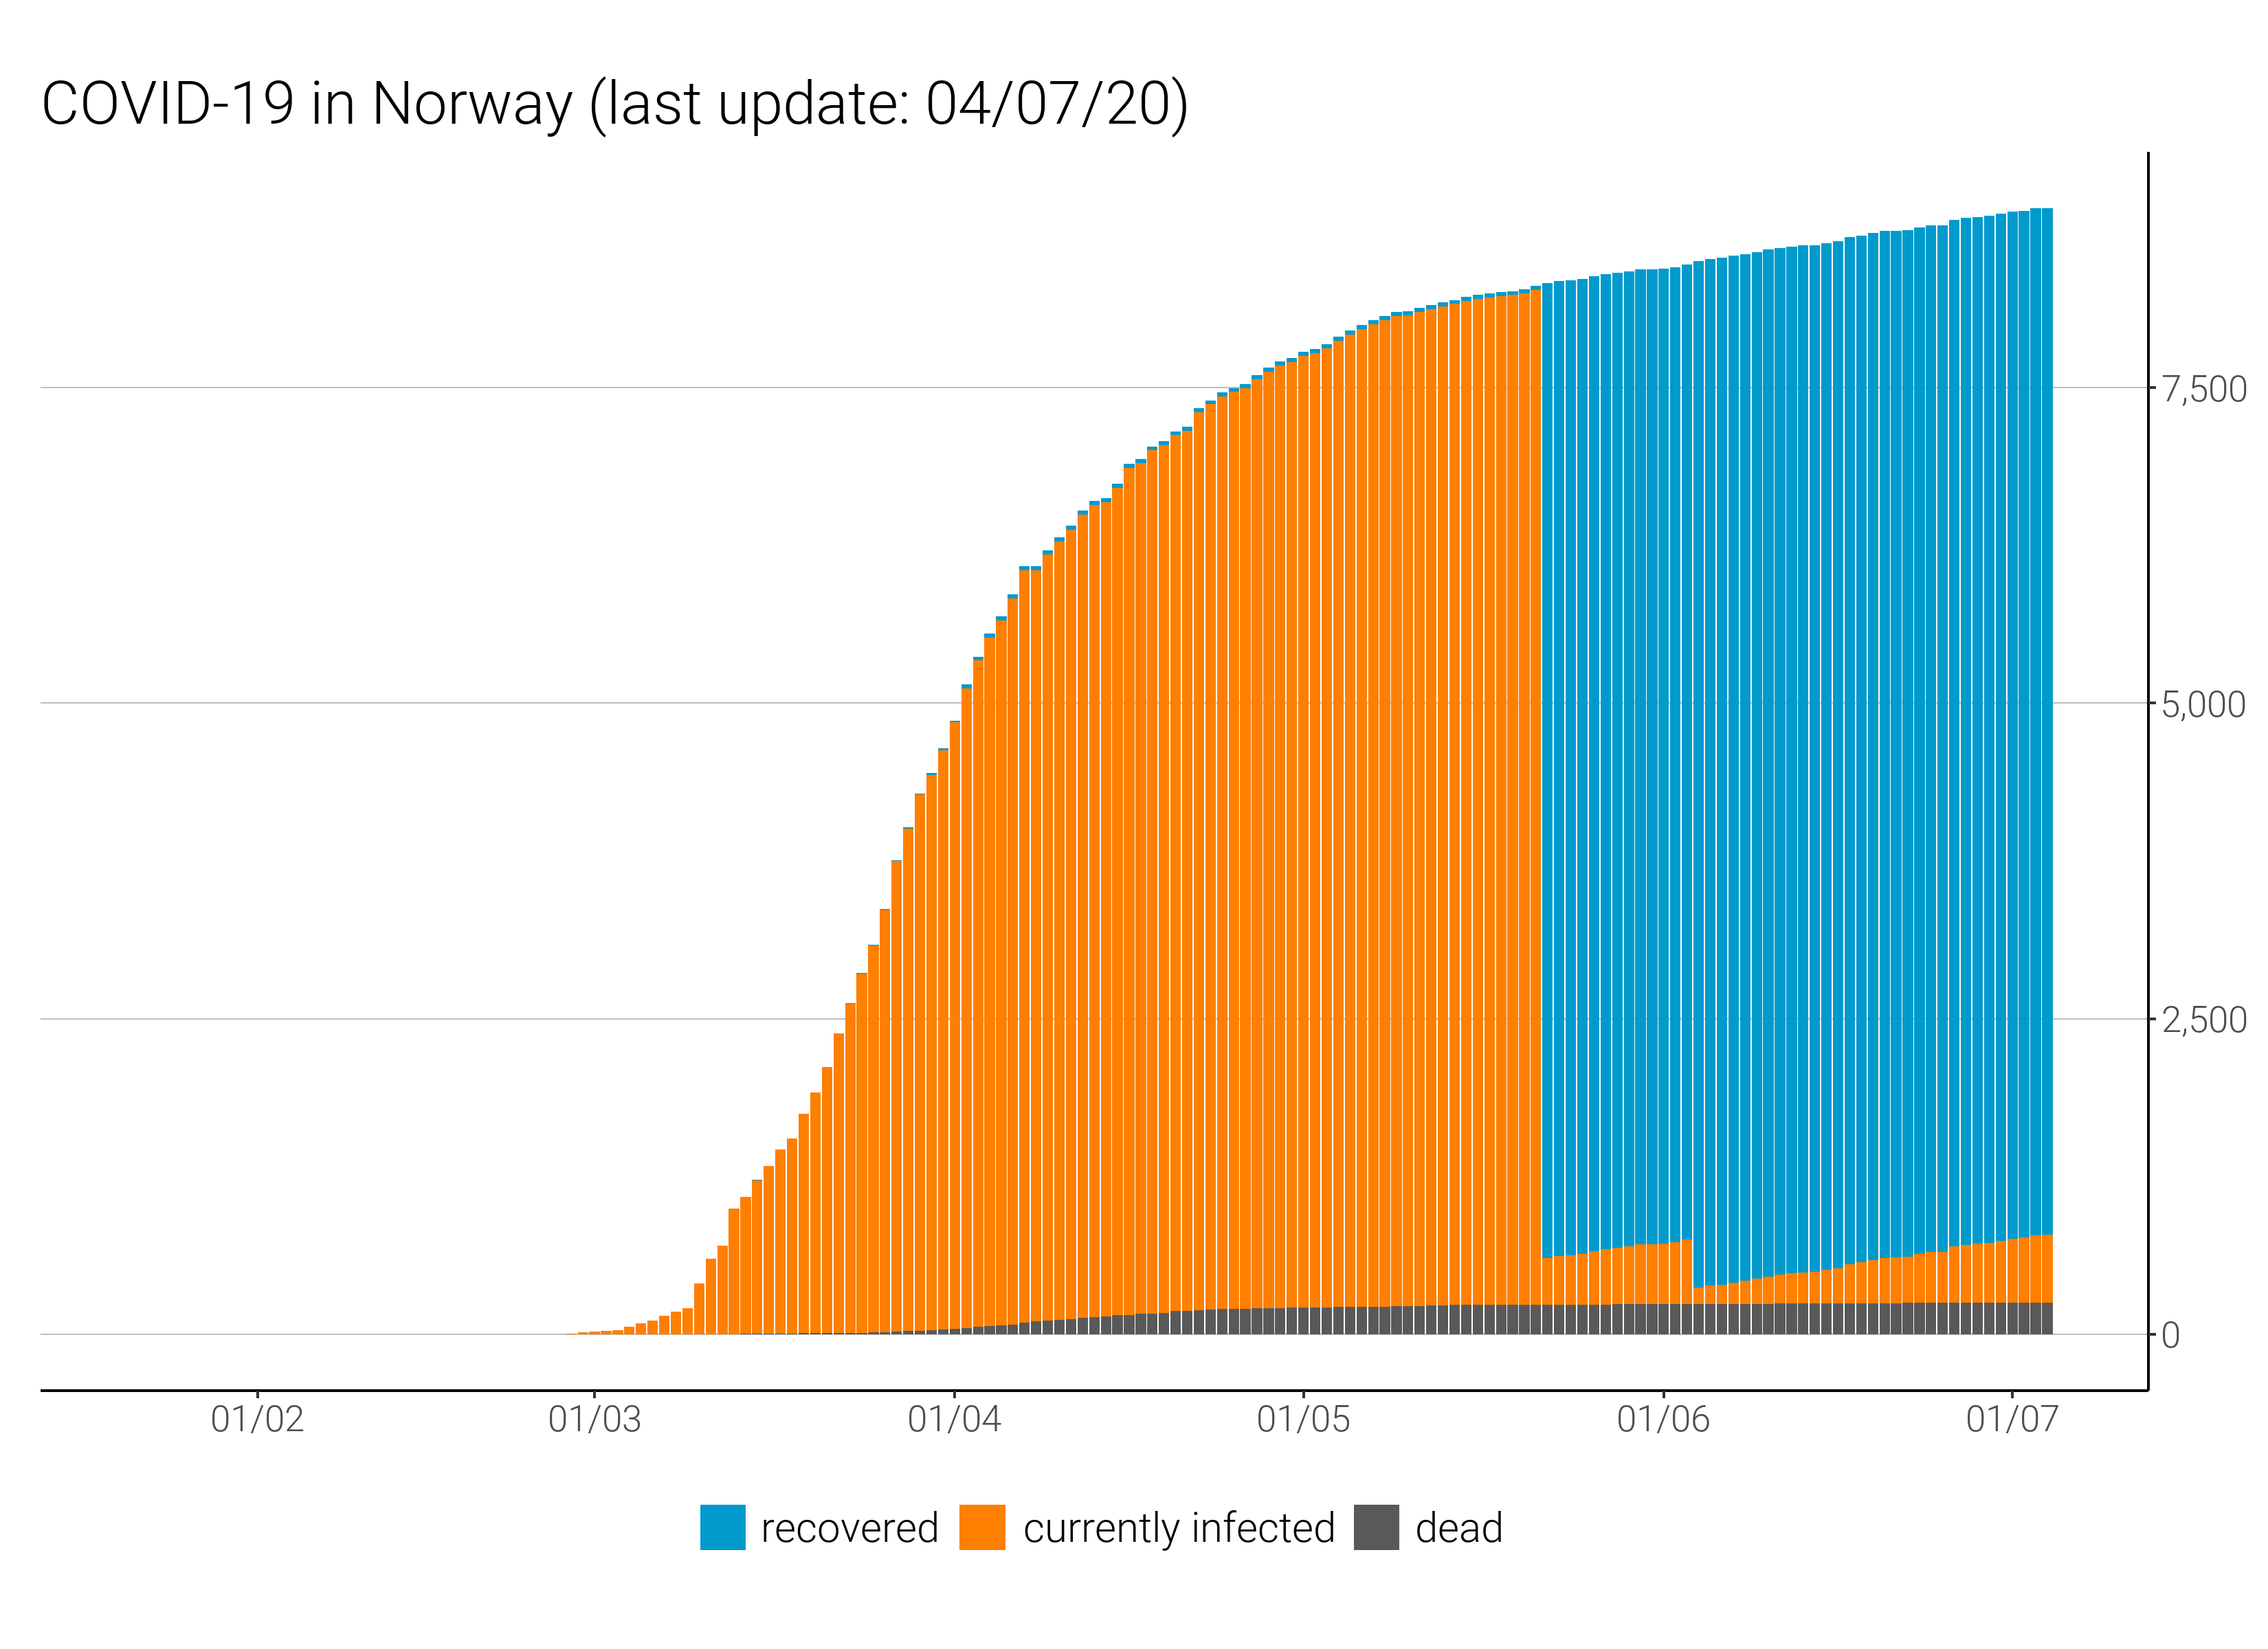 COVID-19 in Norway (last update: 04/07/20)
7,500
5,000
2,500
0
01/02 01/03 01/04 01/05 01/06 01/07
recovered currently infected dead